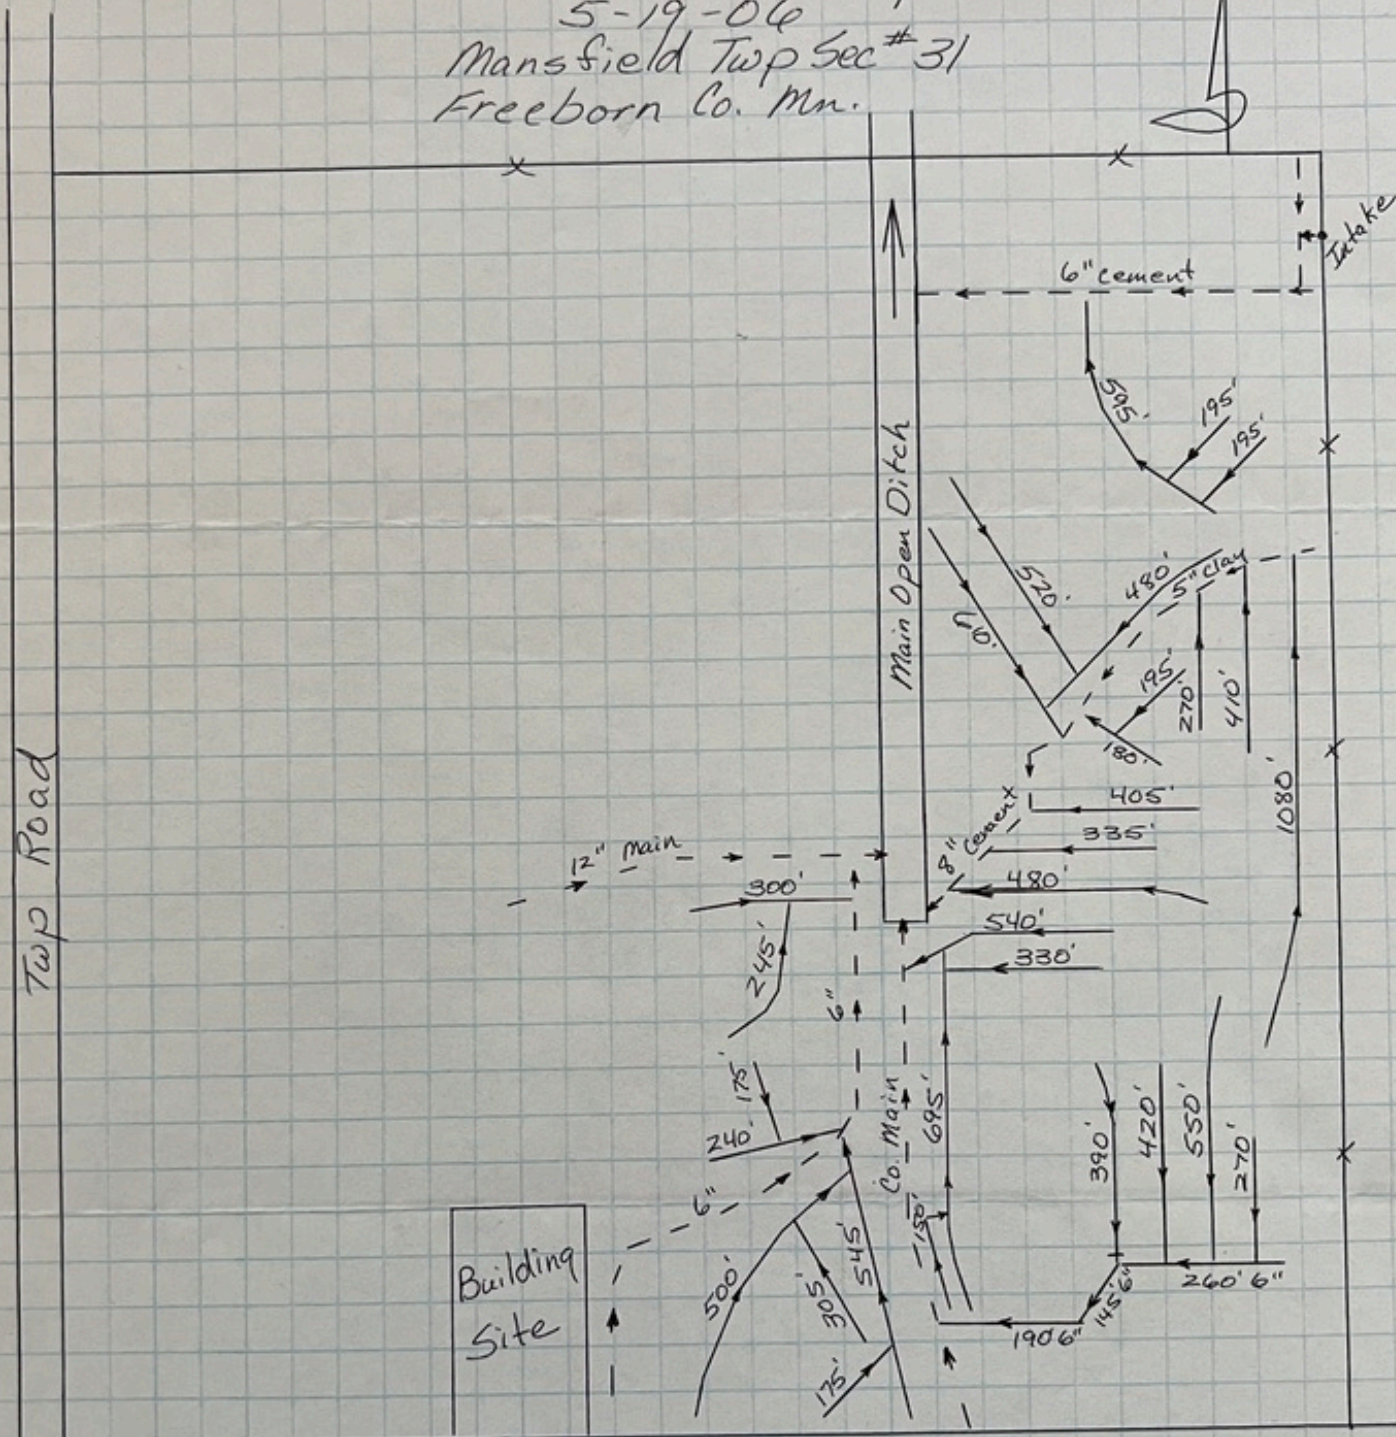 5-19-06
Mansfield Twp Sec # 31
Freeborn Co. Mn.
Intake
6" cement
595'
195'
195'
Main Open Ditch
520'
480'
5" clay
195'
270'
410'
180'
1080'
Twp Road
12" Main
8" Cement
405'
335'
480'
300'
245'
540'
330'
6"
175'
240'
Co. Main
695'
390'
420'
550'
270'
6"
150'
Building
Site
500'
305'
545'
175'
260' 6"
145' 6"
190' 6"